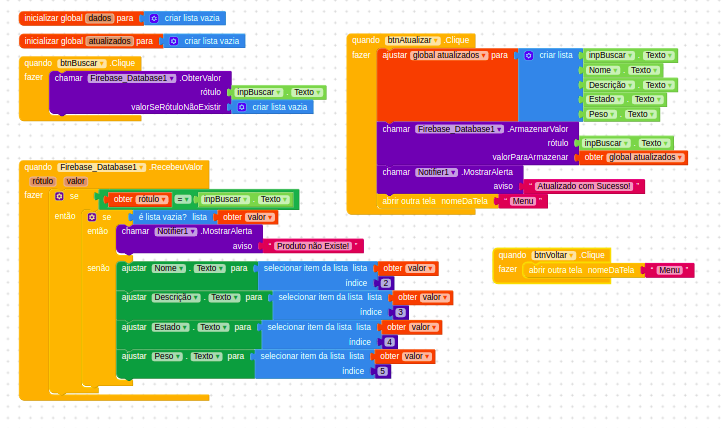 inicializar global dados para criar lista vazia
inicializar global atualizados para criar lista vazia
quando btnBuscar .Clique
fazer chamar Firebase_Database1 .ObterValor
rótulo inpBuscar . Texto
valorSeRótuloNãoExistir criar lista vazia
quando Firebase_Database1 .RecebeuValor
rótulo valor
fazer se obter rótulo = inpBuscar . Texto
então se é lista vazia? lista obter valor
então chamar Notifier1 .MostrarAlerta
aviso " Produto não Existe! "
senão ajustar Nome . Texto para selecionar item da lista lista obter valor
índice 2
ajustar Descrição . Texto para selecionar item da lista lista obter valor
índice 3
ajustar Estado . Texto para selecionar item da lista lista obter valor
índice 4
ajustar Peso . Texto para selecionar item da lista lista obter valor
índice 5
quando btnAtualizar .Clique
fazer ajustar global atualizados para criar lista inpBuscar . Texto
Nome . Texto
Descrição . Texto
Estado . Texto
Peso . Texto
chamar Firebase_Database1 .ArmazenarValor
rótulo inpBuscar . Texto
valorParaArmazenar obter global atualizados
chamar Notifier1 .MostrarAlerta
aviso " Atualizado com Sucesso! "
abrir outra tela nomeDaTela " Menu "
quando btnVoltar .Clique
fazer abrir outra tela nomeDaTela " Menu "